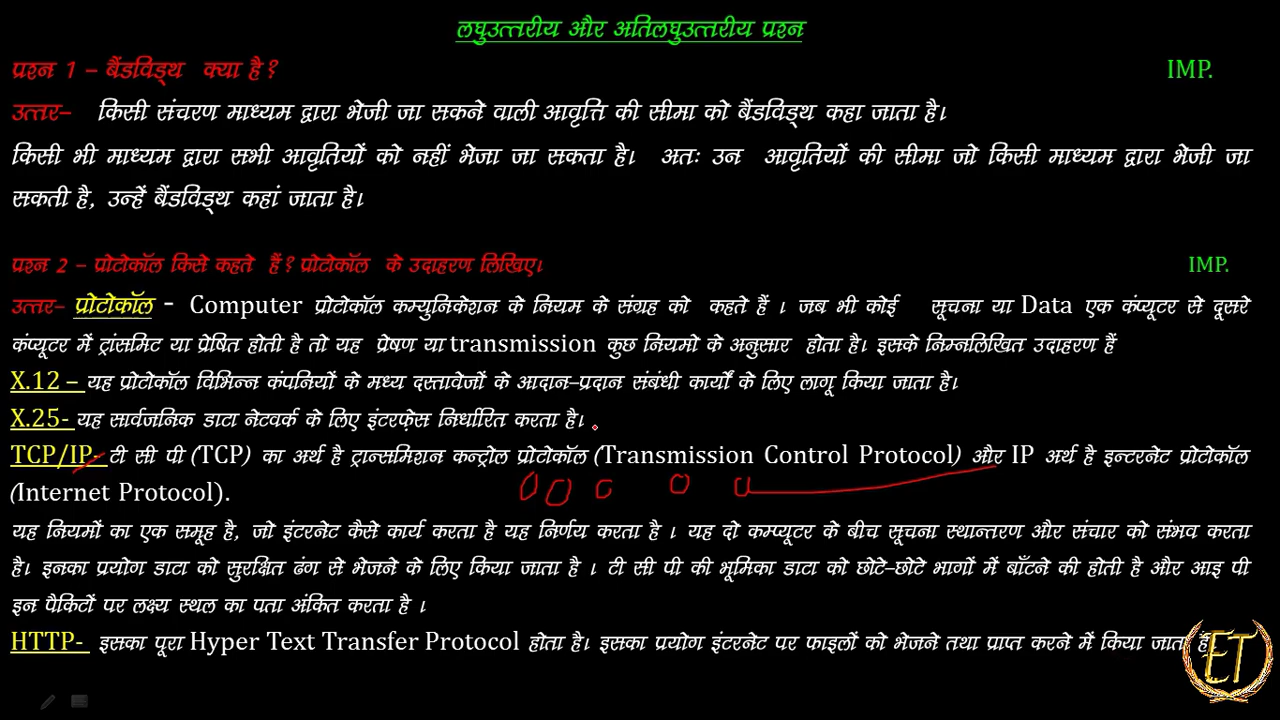 लघुउत्तरीय और अतिलघुउत्तरीय प्रश्न
प्रश्न 1 – बैंडविड्थ क्या है? IMP.
उत्तर– किसी संचरण माध्यम द्वारा भेजी जा सकने वाली आवृत्ति की सीमा को बैंडविड्थ कहा जाता है।
किसी भी माध्यम द्वारा सभी आवृतियों को नहीं भेजा जा सकता है। अतः उन आवृतियों की सीमा जो किसी माध्यम द्वारा भेजी जा
सकती है, उन्हें बैंडविड्थ कहां जाता है।
प्रश्न 2 – प्रोटोकॉल किसे कहते हैं? प्रोटोकॉल के उदाहरण लिखिए। IMP.
उत्तर– प्रोटोकॉल - Computer प्रोटोकॉल कम्युनिकेशन के नियम के संग्रह को कहते हैं । जब भी कोई सूचना या Data एक कंप्यूटर से दूसरे
कंप्यूटर में ट्रांसमिट या प्रेषित होती है तो यह प्रेषण या transmission कुछ नियमो के अनुसार होता है। इसके निम्नलिखित उदाहरण हैं
X.12 – यह प्रोटोकॉल विभिन्न कंपनियों के मध्य दस्तावेजों के आदान–प्रदान संबंधी कार्यों के लिए लागू किया जाता है।
X.25- यह सार्वजनिक डाटा नेटवर्क के लिए इंटरफ़ेस निर्धारित करता है।
TCP/IP- टी सी पी (TCP) का अर्थ है ट्रान्समिशन कन्ट्रोल प्रोटोकॉल (Transmission Control Protocol) और IP अर्थ है इन्टरनेट प्रोटोकॉल
(Internet Protocol).
यह नियमों का एक समूह है, जो इंटरनेट कैसे कार्य करता है यह निर्णय करता है । यह दो कम्प्यूटर के बीच सूचना स्थान्तरण और संचार को संभव करता
है। इनका प्रयोग डाटा को सुरक्षित ढंग से भेजने के लिए किया जाता है । टी सी पी की भूमिका डाटा को छोटे–छोटे भागों में बाँटने की होती है और आइ पी
इन पैकिटों पर लक्ष्य स्थल का पता अंकित करता है ।
HTTP- इसका पूरा Hyper Text Transfer Protocol होता है। इसका प्रयोग इंटरनेट पर फाइलों को भेजने तथा प्राप्त करने में किया जाता है।
ET